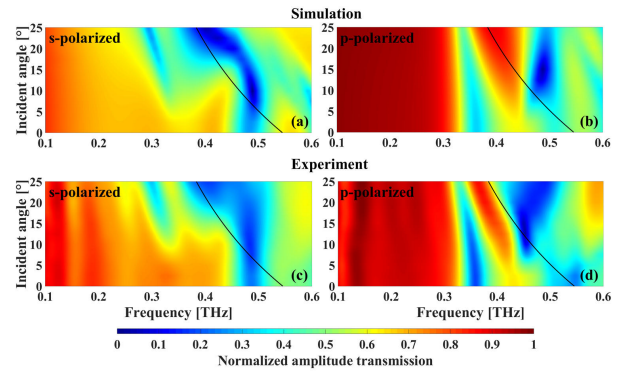 Simulation
Incident angle [°]
25
20
15
10
5
0
s-polarized
(a)
0.1 0.2 0.3 0.4 0.5 0.6
25
20
15
10
5
0
p-polarized
(b)
0.1 0.2 0.3 0.4 0.5 0.6
Experiment
Incident angle [°]
25
20
15
10
5
0
s-polarized
(c)
0.1 0.2 0.3 0.4 0.5 0.6
Frequency [THz]
25
20
15
10
5
0
p-polarized
(d)
0.1 0.2 0.3 0.4 0.5 0.6
Frequency [THz]
0 0.1 0.2 0.3 0.4 0.5 0.6 0.7 0.8 0.9 1
Normalized amplitude transmission